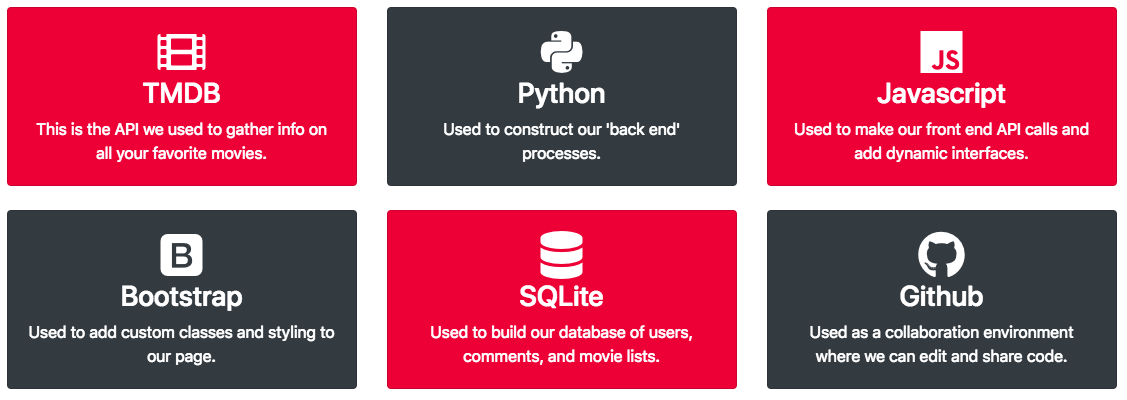 TMDB
This is the API we used to gather info on
all your favorite movies.
Python
Used to construct our 'back end'
processes.
JS
Javascript
Used to make our front end API calls and
add dynamic interfaces.
B
Bootstrap
Used to add custom classes and styling to
our page.
SQLite
Used to build our database of users,
comments, and movie lists.
Github
Used as a collaboration environment
where we can edit and share code.